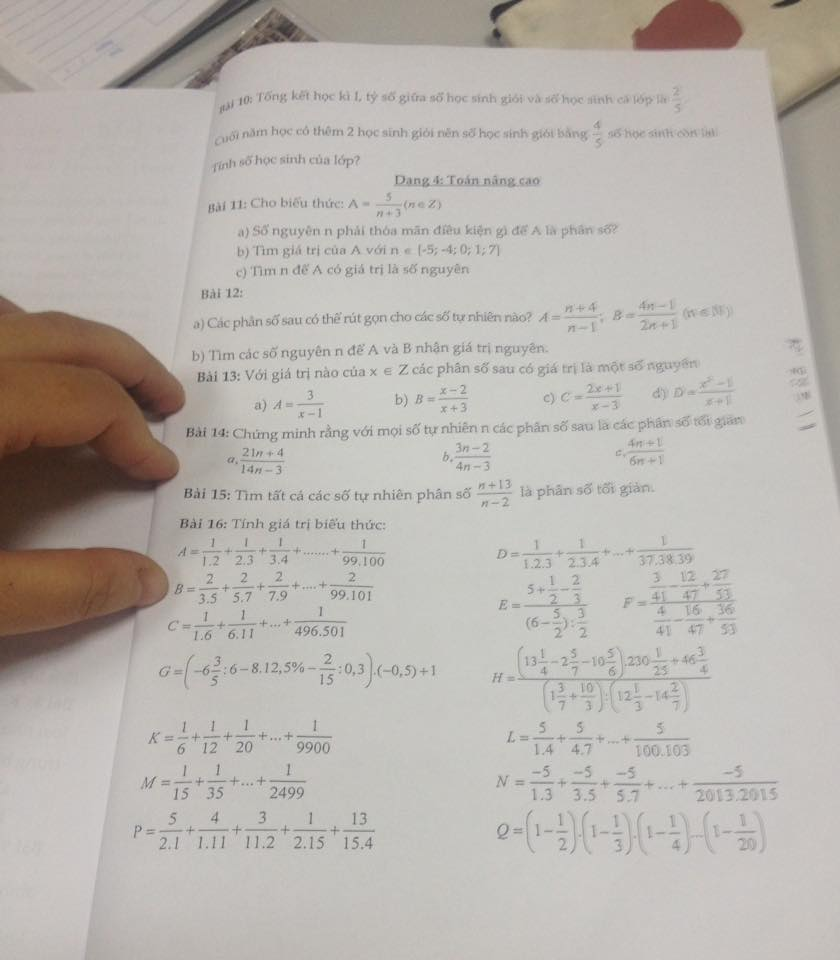 Bài 10: Tổng kết học kì I, tỷ số giữa số học sinh giỏi và số học sinh cả lớp là 2/5.
Cuối năm học có thêm 2 học sinh giỏi nên số học sinh giỏi bằng 4/5 số học sinh còn lại.
Tính số học sinh của lớp?
Dạng 4: Toán nâng cao
Bài 11: Cho biểu thức: A = 5/(n+3) (n ∈ Z)
a) Số nguyên n phải thỏa mãn điều kiện gì để A là phân số?
b) Tìm giá trị của A với n ∈ {-5; -4; 0; 1; 7}
c) Tìm n để A có giá trị là số nguyên
Bài 12:
a) Các phân số sau có thể rút gọn cho các số tự nhiên nào? A = (n+4)/(n−1); B = (4n−1)/(2n+1) (n ∈ N)
b) Tìm các số nguyên n để A và B nhận giá trị nguyên.
Bài 13: Với giá trị nào của x ∈ Z các phân số sau có giá trị là một số nguyên
a) A = 3/(x−1) b) B = (x−2)/(x+3) c) C = (2x+1)/(x−3) d) D = (x²−1)/(x+1)
Bài 14: Chứng minh rằng với mọi số tự nhiên n các phân số sau là các phân số tối giản
a, (21n+4)/(14n−3) b, (3n−2)/(4n−3) c, (4n+1)/(6n+1)
Bài 15: Tìm tất cả các số tự nhiên phân số (n+13)/(n−2) là phân số tối giản.
Bài 16: Tính giá trị biểu thức:
A = 1/1.2 + 1/2.3 + 1/3.4 + ....... + 1/99.100 D = 1/1.2.3 + 1/2.3.4 + ... + 1/37.38.39
B = 2/3.5 + 2/5.7 + 2/7.9 + .... + 2/99.101 E = (5 + 1/2 − 2/3)/((6 − 5/2) : 3/2) F = (3/41 − 12/47 + 27/53)/(4/41 − 16/47 + 36/53)
C = 1/1.6 + 1/6.11 + ... + 1/496.501
G = (−6 3/5 : 6 − 8.12,5% − 2/15 : 0,3).(−0,5) + 1 H = ((13 1/4 − 2 5/7 − 10 5/6).230 1/25 + 46 3/4)/((1 3/7 + 10/3) : (12 1/3 − 14 2/7))
K = 1/6 + 1/12 + 1/20 + ... + 1/9900 L = 5/1.4 + 5/4.7 + ... + 5/100.103
M = 1/15 + 1/35 + ... + 1/2499 N = −5/1.3 + −5/3.5 + −5/5.7 + ... + −5/2013.2015
P = 5/2.1 + 4/1.11 + 3/11.2 + 1/2.15 + 13/15.4 Q = (1 − 1/2).(1 − 1/3).(1 − 1/4)...(1 − 1/20)